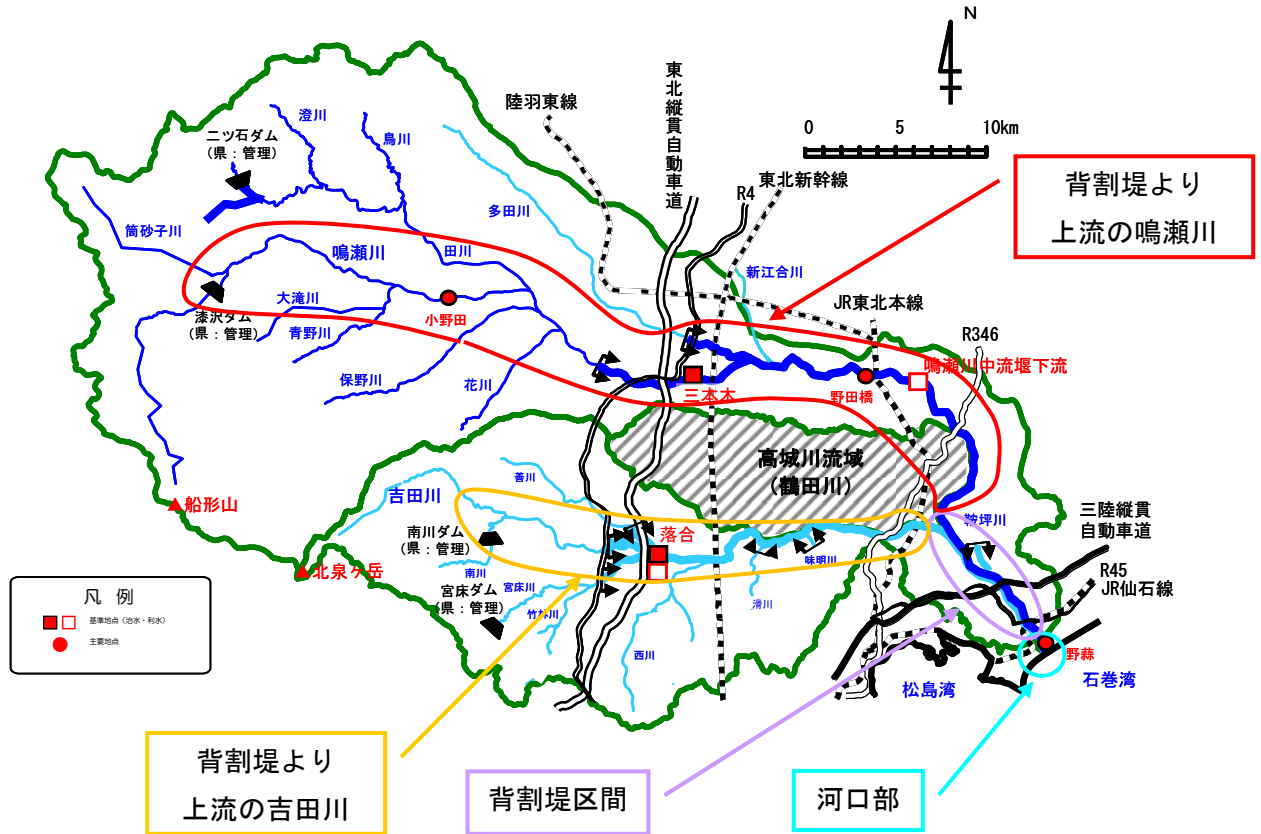 N
0 5 10km
陸羽東線
東北縦貫自動車道
東北新幹線
R4
澄川
鳥川
二ツ石ダム
(県：管理)
多田川
筒砂子川
鳴瀬川
田川
新江合川
背割堤より
上流の鳴瀬川
JR東北本線
R346
大滝川
小野田
漆沢ダム
(県：管理)
青野川
保野川
花川
三本木
野田橋
鳴瀬川中流堰下流
高城川流域
(鶴田川)
船形山
吉田川
善川
鞍坪川
三陸縦貫
自動車道
南川ダム
(県：管理)
落合
味明川
北泉ヶ岳
南川
宮床川
宮床ダム
(県：管理)
竹林川
滑川
西川
R45
JR仙石線
野蒜
松島湾
石巻湾
凡 例
基準地点（治水・利水）
主要地点
背割堤より
上流の吉田川
背割堤区間
河口部